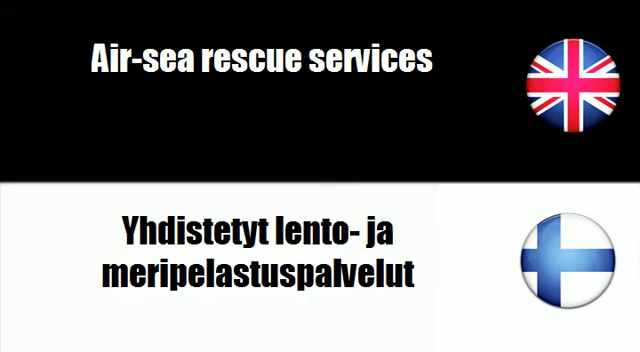 Air-sea rescue services
Yhdistetyt lento- ja
meripelastuspalvelut